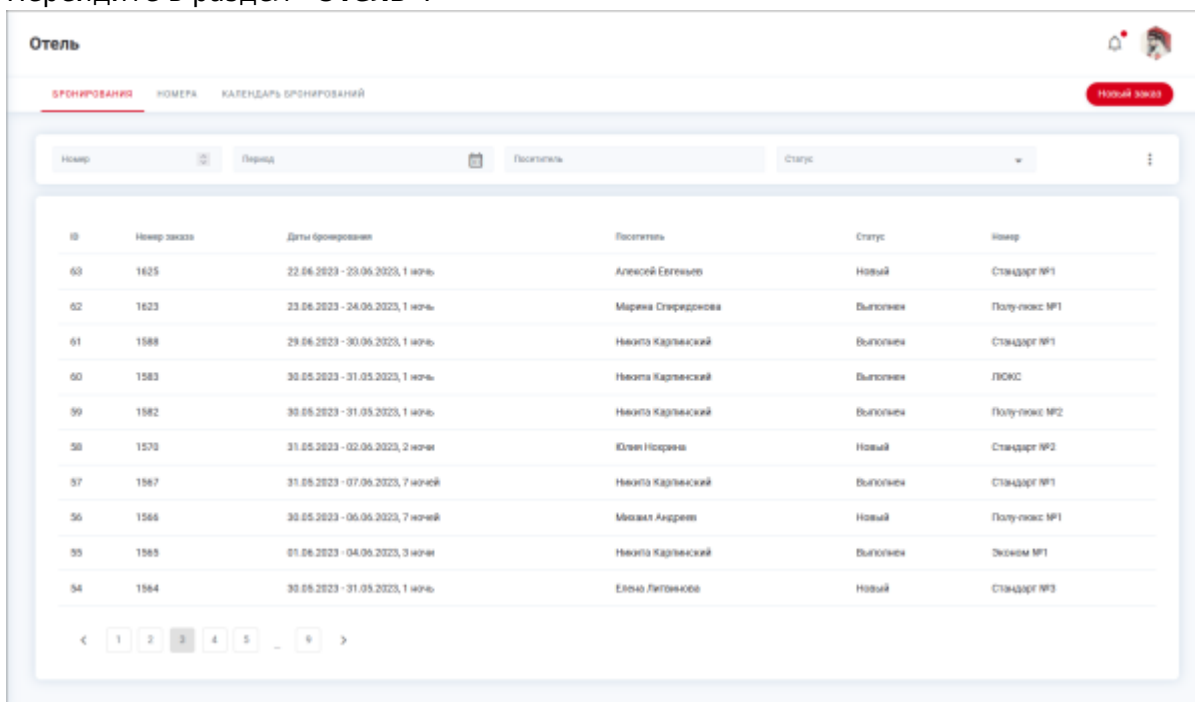 Перейдите в раздел "Отель".
Отель
БРОНИРОВАНИЯ НОМЕРА КАЛЕНДАРЬ БРОНИРОВАНИЙ Новый заказ
Номер Период Посетитель Статус
ID Номер заказа Даты бронирования Посетитель Статус Номер
63 1625 22.06.2023 - 23.06.2023, 1 ночь Алексей Евгеньев Новый Стандарт №1
62 1623 23.06.2023 - 24.06.2023, 1 ночь Марина Спиридонова Выполнен Полу-люкс №1
61 1588 29.06.2023 - 30.06.2023, 1 ночь Никита Карпинский Выполнен Стандарт №1
60 1583 30.05.2023 - 31.05.2023, 1 ночь Никита Карпинский Выполнен ЛЮКС
59 1582 30.05.2023 - 31.05.2023, 1 ночь Никита Карпинский Выполнен Полу-люкс №2
58 1570 31.05.2023 - 02.06.2023, 2 ночи Юлия Новый Стандарт №2
57 1567 31.05.2023 - 07.06.2023, 7 ночей Никита Карпинский Выполнен Стандарт №1
56 1566 30.05.2023 - 06.06.2023, 7 ночей Михаил Андреев Новый Полу-люкс №1
55 1565 01.06.2023 - 04.06.2023, 3 ночи Никита Карпинский Выполнен Эконом №1
54 1564 30.05.2023 - 31.05.2023, 1 ночь Елена Литвинова Новый Стандарт №3
1 2 3 4 5 ... 9